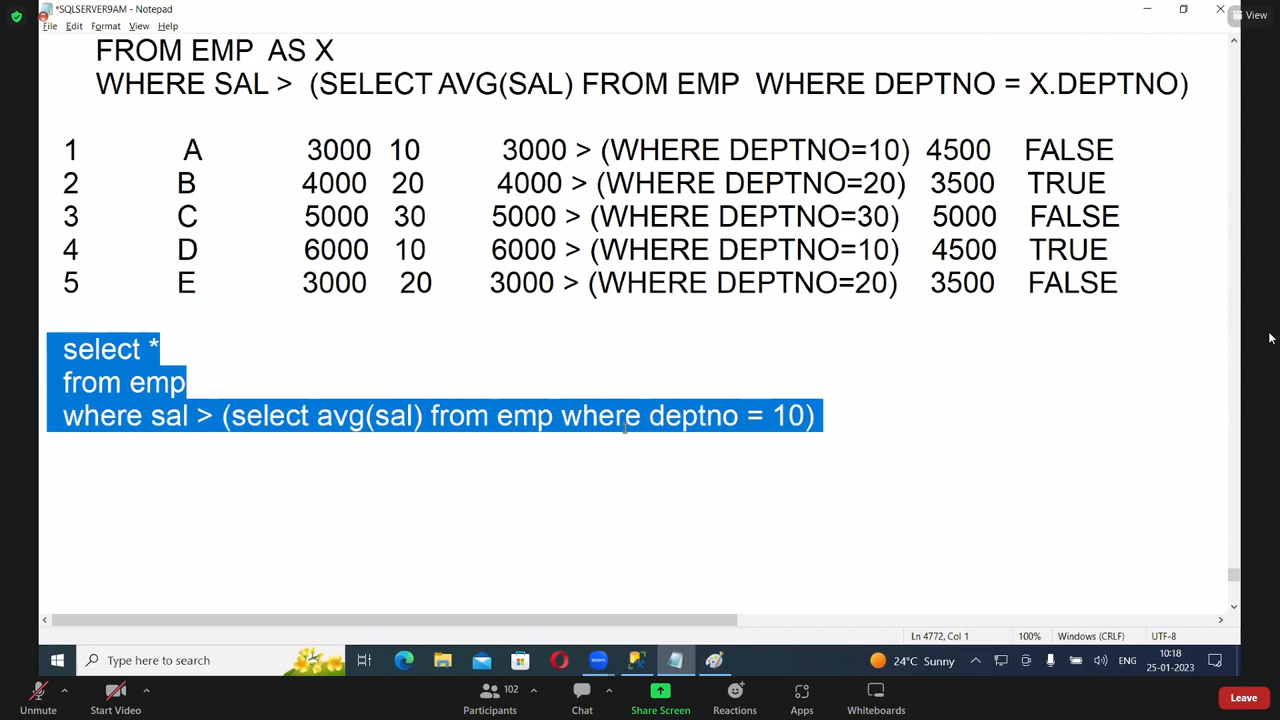 *SQLSERVER9AM - Notepad
View
File Edit Format View Help
FROM EMP AS X
WHERE SAL > (SELECT AVG(SAL) FROM EMP WHERE DEPTNO = X.DEPTNO)
1 A 3000 10 3000 > (WHERE DEPTNO=10) 4500 FALSE
2 B 4000 20 4000 > (WHERE DEPTNO=20) 3500 TRUE
3 C 5000 30 5000 > (WHERE DEPTNO=30) 5000 FALSE
4 D 6000 10 6000 > (WHERE DEPTNO=10) 4500 TRUE
5 E 3000 20 3000 > (WHERE DEPTNO=20) 3500 FALSE
select *
from emp
where sal > (select avg(sal) from emp where deptno = 10)
Ln 4772, Col 1 100% Windows (CRLF) UTF-8
Type here to search 24°C Sunny ENG 10:18
25-01-2023
Unmute Start Video Participants 102 Chat Share Screen Reactions Apps Whiteboards Leave